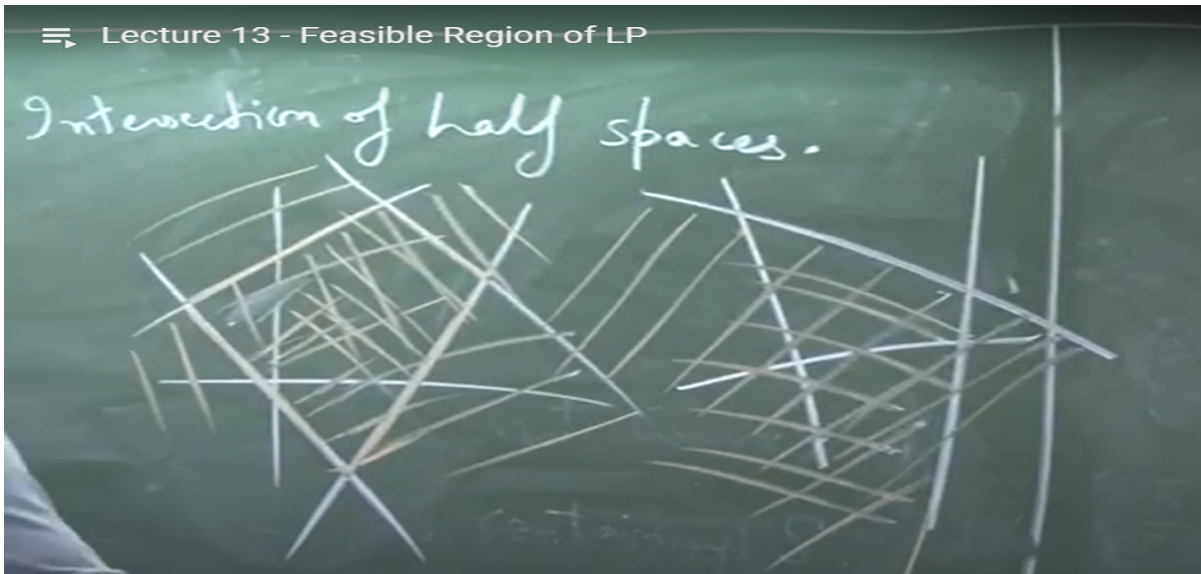 Lecture 13 - Feasible Region of LP
Intersection of half spaces.